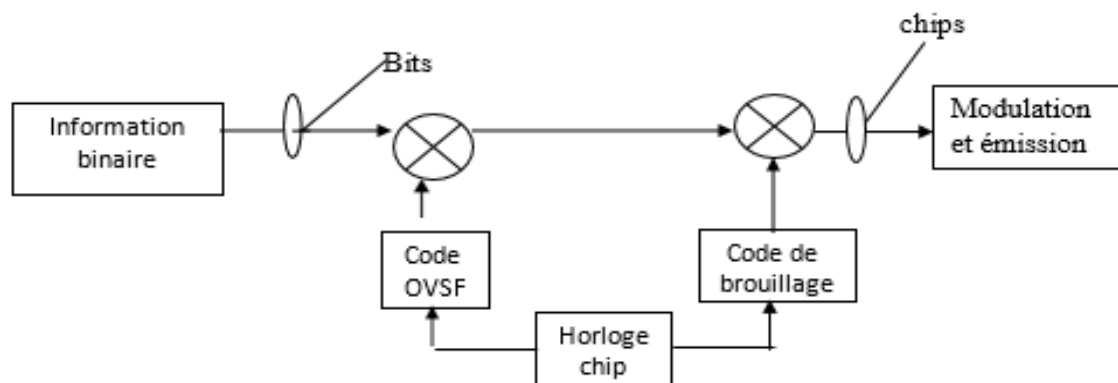 chips
Bits
Information
binaire
Modulation
et émission
Code
OVSF
Code de
brouillage
Horloge
chip